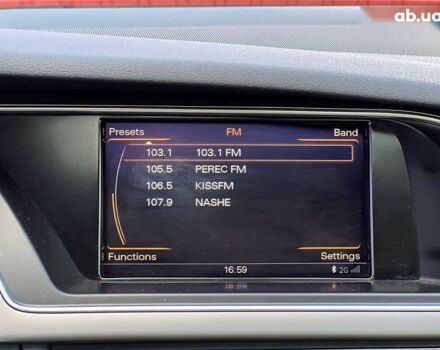 ab.ua
Presets FM Band
103.1 103.1 FM
105.5 PEREC FM
106.5 KISSFM
107.9 NASHE
Functions Settings
16:59 2G